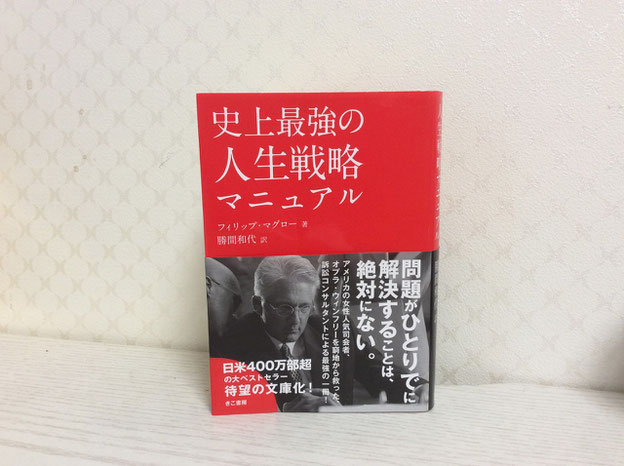 史上最強の
人生戦略
マニュアル
フィリップ・マグロー 著
勝間和代 訳
問題がひとりでに
解決することは、
絶対にない。
アメリカの女性人気司会者、
オプラ・ウィンフリーを窮地から救った、
訴訟コンサルタントによる最強の一冊!
日米400万部超
の大ベストセラー
待望の文庫化!
きこ書房